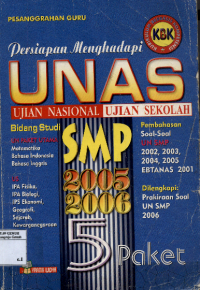 PESANGGRAHAN GURU
KBK
Persiapan Menghadapi
UNAS
UJIAN NASIONAL UJIAN SEKOLAH
Bidang Studi
Matematika
Bahasa Indonesia
Bahasa Inggris
IPA Fisika,
IPA Biologi,
IPS Ekonomi,
Geografi,
Sejarah,
Kewarganegaraan
SMP
2005
2006
5 Paket
Pembahasan
Soal-Soal
2002, 2003,
2004, 2005
EBTANAS 2001
Dilengkapi:
Prakiraan Soal
UN SMP
2006